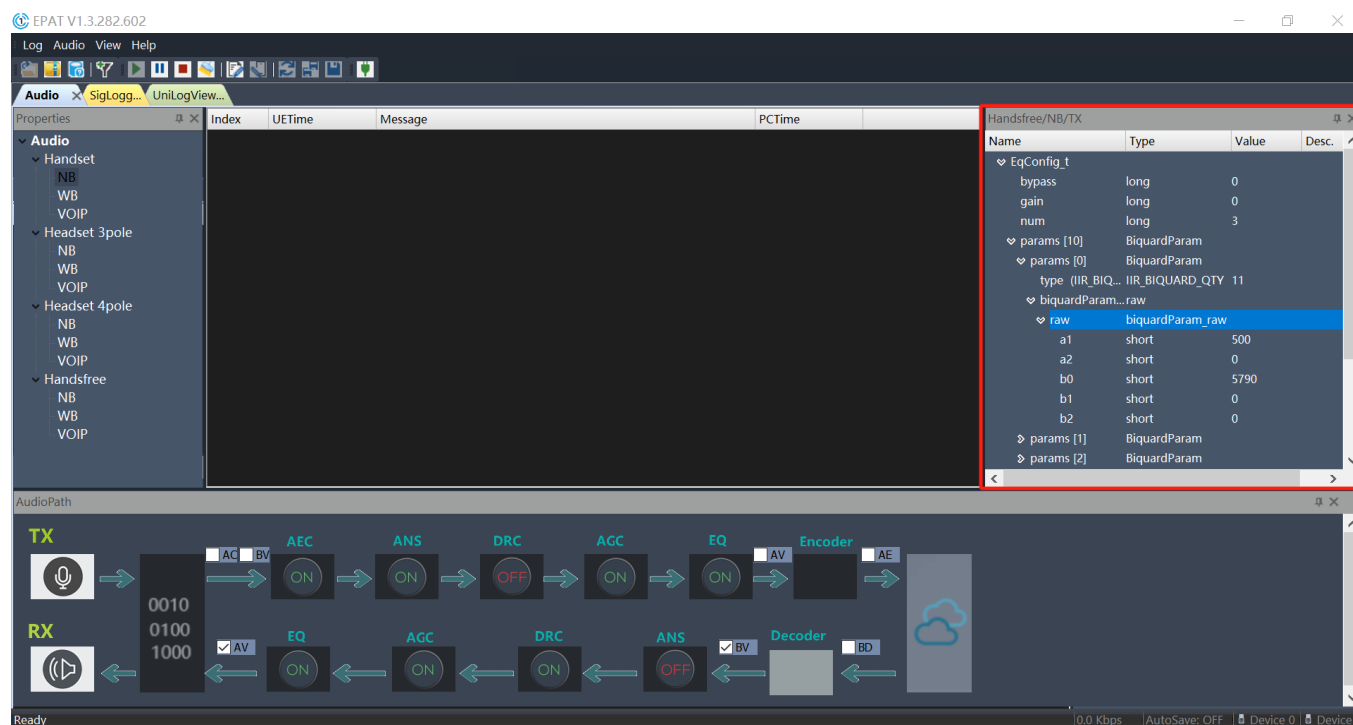 EPAT V1.3.282.602
Log Audio View Help
Audio SigLogg... UniLogView...
Properties
Audio
Handset
NB
WB
VOIP
Headset 3pole
NB
WB
VOIP
Headset 4pole
NB
WB
VOIP
Handsfree
NB
WB
VOIP
Index UETime Message PCTime
Handsfree/NB/TX
Name Type Value Desc.
EqConfig_t
bypass long 0
gain long 0
num long 3
params [10] BiquardParam
params [0] BiquardParam
type (IIR_BIQ... IIR_BIQUARD_QTY 11
biquardParam... raw
raw biquardParam_raw
a1 short 500
a2 short 0
b0 short 5790
b1 short 0
b2 short 0
params [1] BiquardParam
params [2] BiquardParam
AudioPath
TX
AC BV AEC ANS DRC AGC EQ AV Encoder AE
ON ON OFF ON ON
0010
0100
1000
RX
AV EQ AGC DRC ANS BV Decoder BD
ON ON ON OFF
Ready 0.0 Kbps AutoSave: OFF Device 0 Device